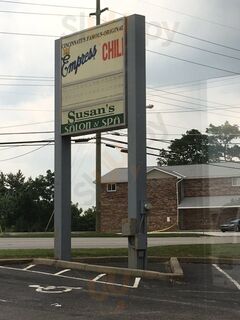 CINCINNATI'S FAMOUS-ORIGINAL
Empress CHILI
Susan's
SALON & SPA